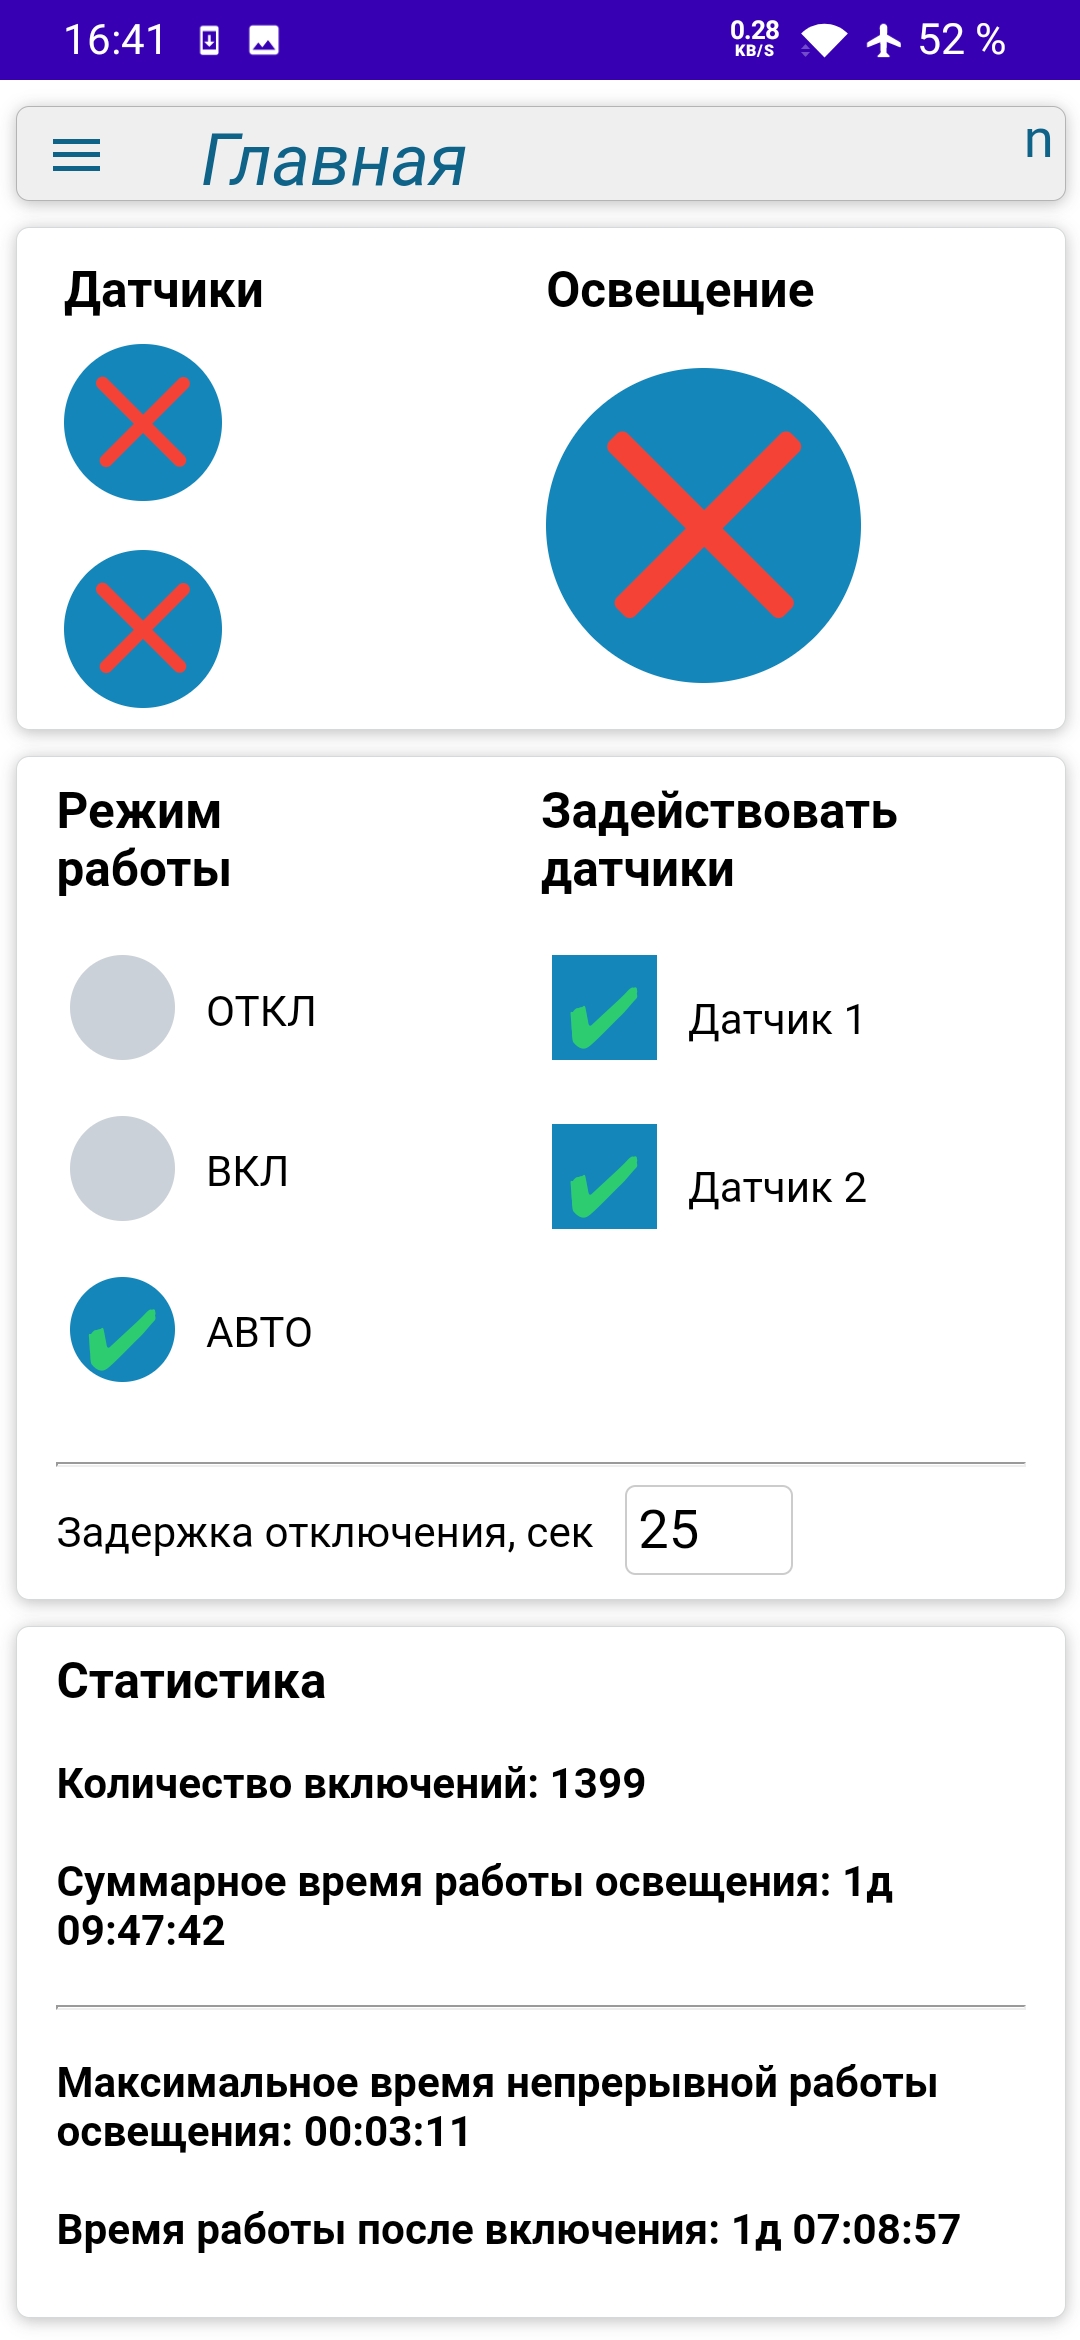 16:41 0.28 KB/S 52 %
Главная n
Датчики Освещение
Режим
работы
Задействовать
датчики
ОТКЛ Датчик 1
ВКЛ Датчик 2
АВТО
Задержка отключения, сек 25
Статистика
Количество включений: 1399
Суммарное время работы освещения: 1д
09:47:42
Максимальное время непрерывной работы
освещения: 00:03:11
Время работы после включения: 1д 07:08:57